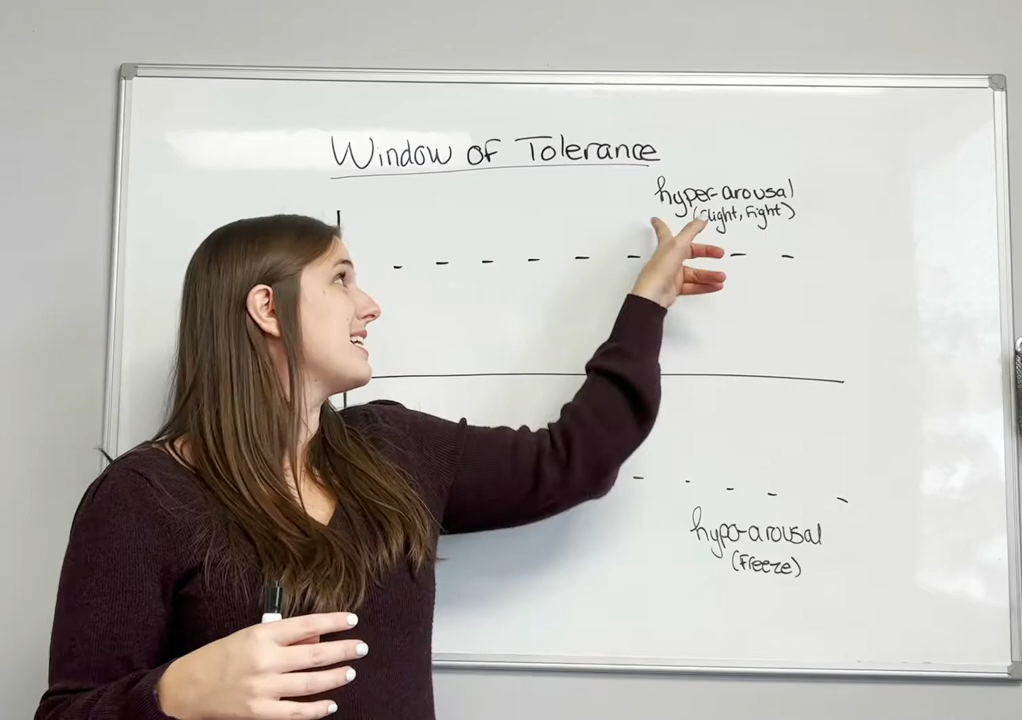 Window of Tolerance
hyper-arousal
(Flight, Fight)
hypo-arousal
(Freeze)